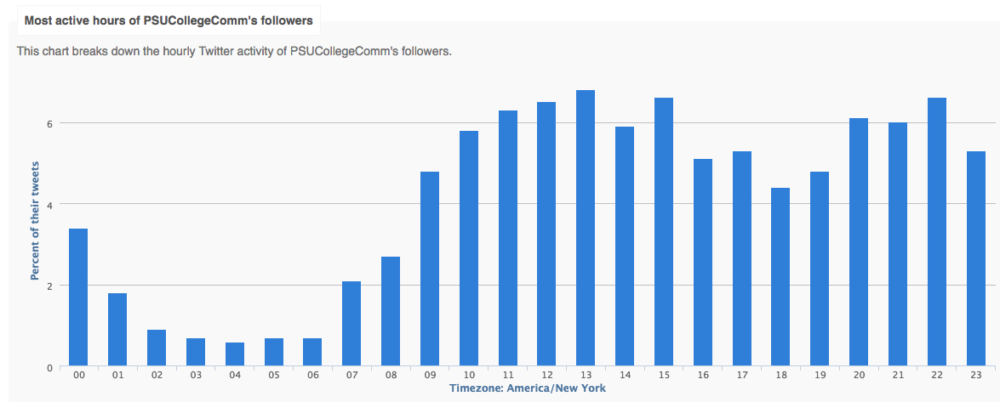 Most active hours of PSUCollegeComm's followers
This chart breaks down the hourly Twitter activity of PSUCollegeComm's followers.
6
4
2
0
Percent of their tweets
00 01 02 03 04 05 06 07 08 09 10 11 12 13 14 15 16 17 18 19 20 21 22 23
Timezone: America/New York